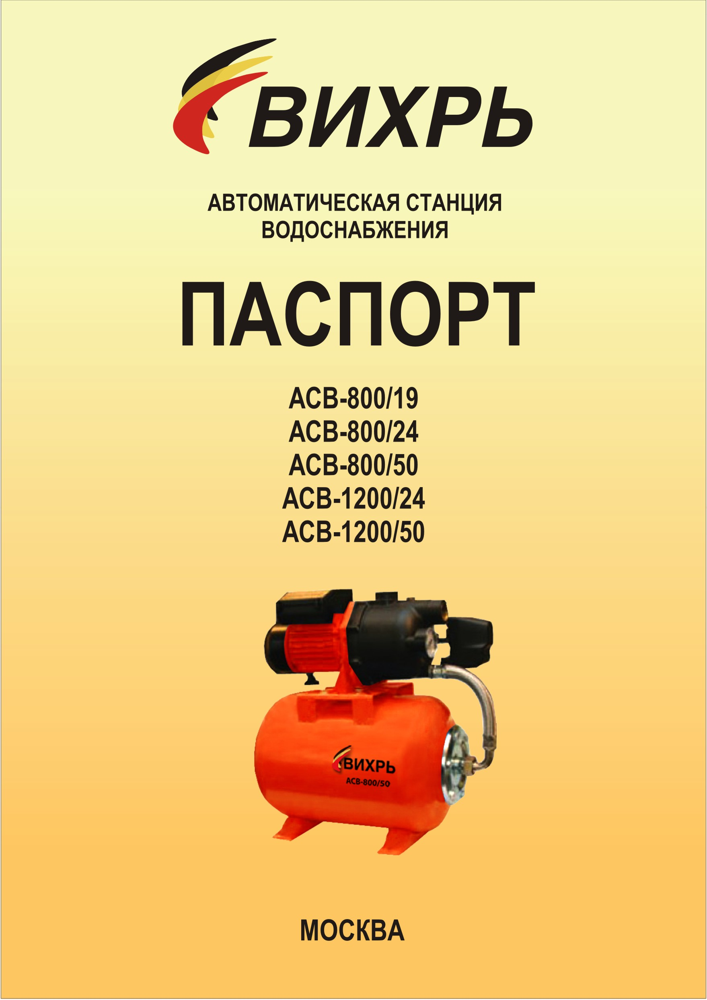 ВИХРЬ
АВТОМАТИЧЕСКАЯ СТАНЦИЯ
ВОДОСНАБЖЕНИЯ
ПАСПОРТ
АСВ-800/19
АСВ-800/24
АСВ-800/50
АСВ-1200/24
АСВ-1200/50
ВИХРЬ
АСВ-800/50
МОСКВА